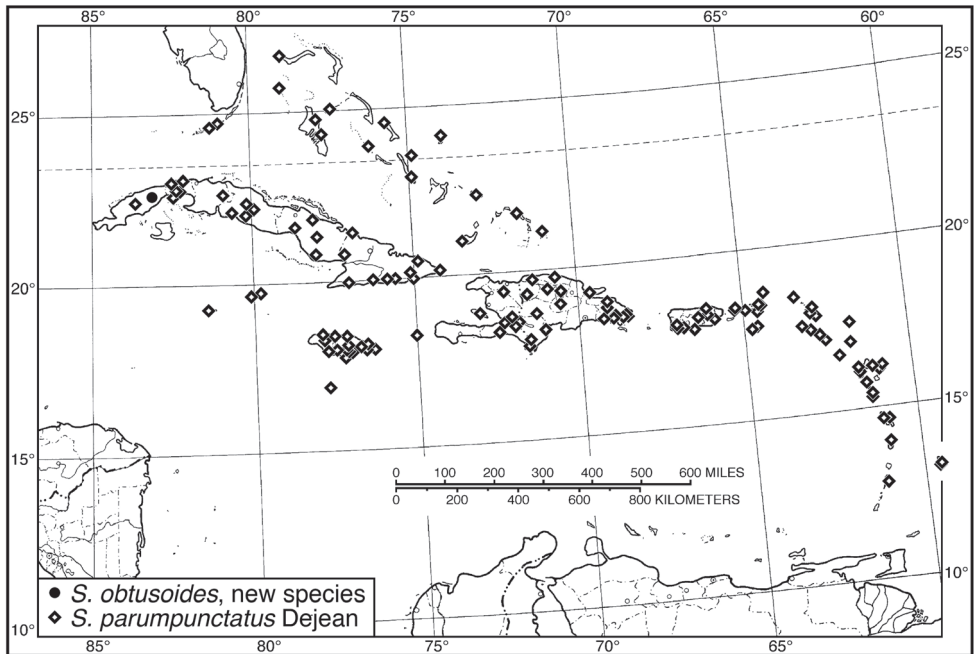 85° 80° 75° 70° 65° 60°
25°
25°
20°
20°
15°
15°
0 100 200 300 400 500 600 MILES
0 200 400 600 800 KILOMETERS
10°
S. obtusoides, new species
S. parumpunctatus Dejean
10°
85° 80° 75° 70° 65° 60°